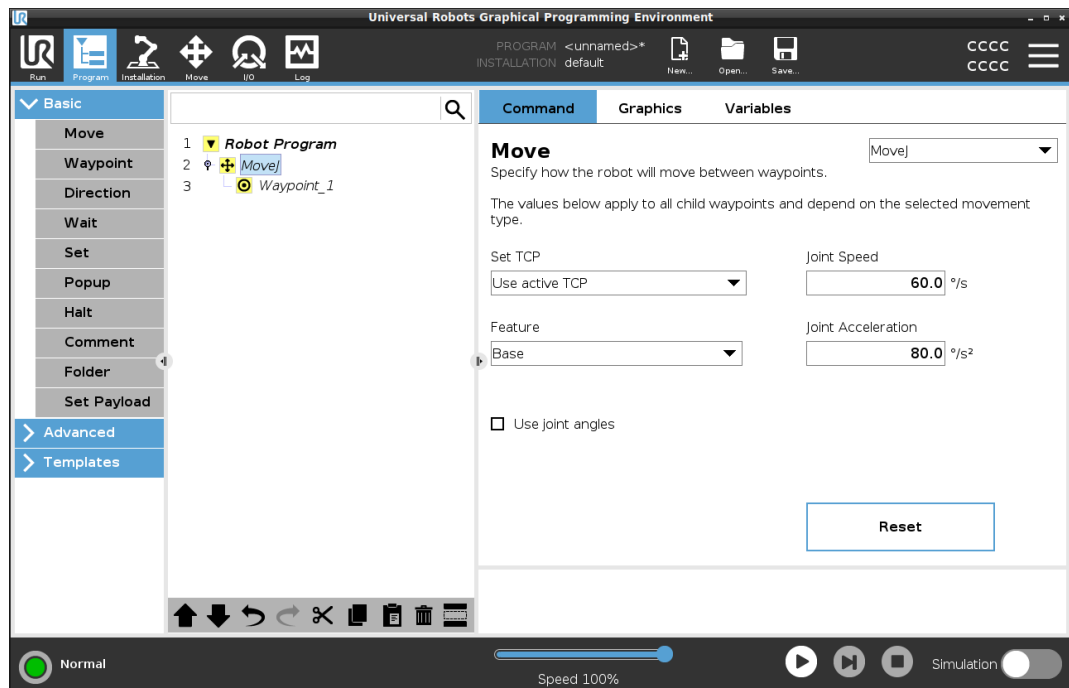 Universal Robots Graphical Programming Environment
UR
Run
Program
Installation
Move
I/O
Log
PROGRAM <unnamed>*
INSTALLATION default
New...
Open...
Save...
CCCC
CCCC
Basic
Move
Waypoint
Direction
Wait
Set
Popup
Halt
Comment
Folder
Set Payload
Advanced
Templates
1 Robot Program
2 MoveJ
3 Waypoint_1
Command Graphics Variables
Move
MoveJ
Specify how the robot will move between waypoints.
The values below apply to all child waypoints and depend on the selected movement
type.
Set TCP
Joint Speed
Use active TCP
60.0 °/s
Feature
Joint Acceleration
Base
80.0 °/s²
Use joint angles
Reset
Normal
Speed 100%
Simulation